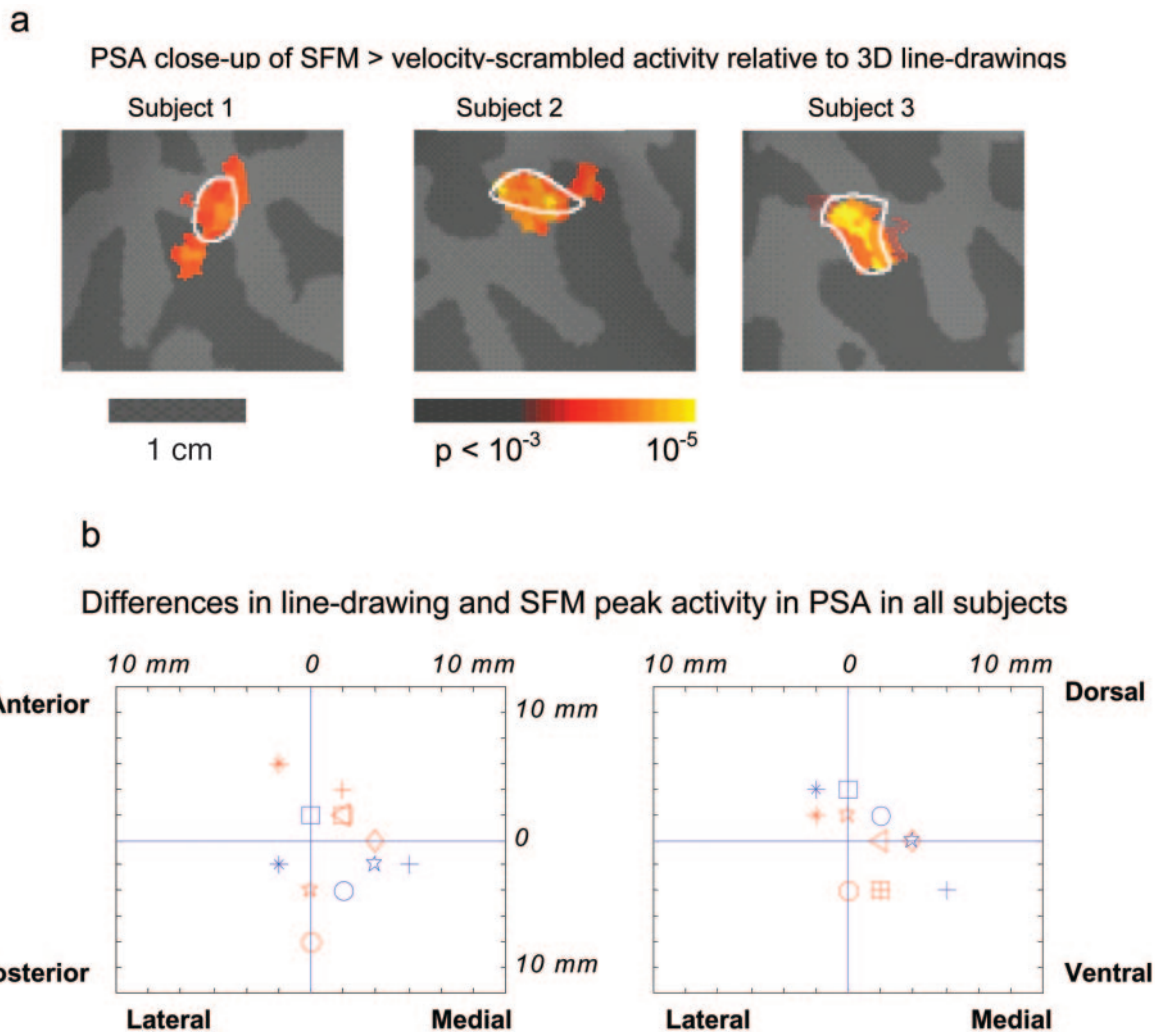 a
PSA close-up of SFM > velocity-scrambled activity relative to 3D line-drawings
Subject 1 Subject 2 Subject 3
1 cm p < 10-3 10-5
b
Differences in line-drawing and SFM peak activity in PSA in all subjects
10 mm 0 10 mm 10 mm 0 10 mm
Anterior 10 mm Dorsal
0
osterior 10 mm Ventral
Lateral Medial Lateral Medial